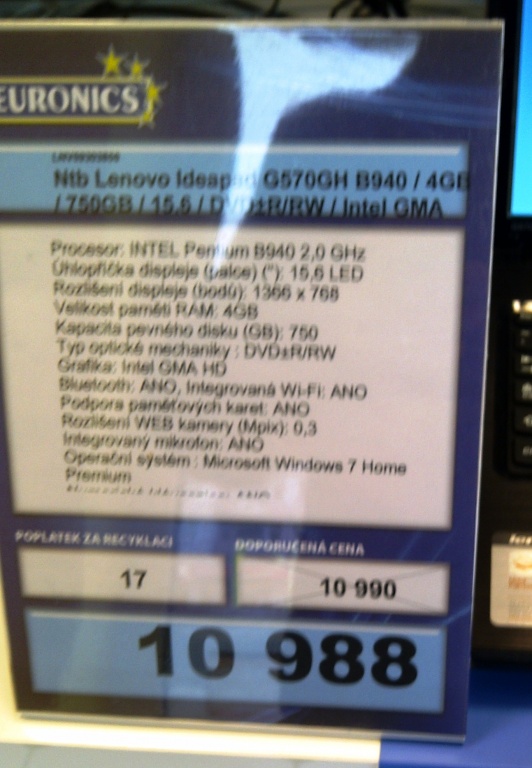 EURONICS
Ntb Lenovo Ideapad G570GH B940 / 4GB
/ 750GB / 15.6 / DVD±R/RW / Intel GMA
Procesor: INTEL Pentium B940 2,0 GHz
Úhlopříčka displeje (palce) ("): 15,6 LED
Rozlišení displeje (bodů): 1366 x 768
Velikost paměti RAM: 4GB
Kapacita pevného disku (GB): 750
Typ optické mechaniky : DVD±R/RW
Grafika: Intel GMA HD
Bluetooth: ANO, Integrovaná Wi-Fi: ANO
Podpora paměťových karet: ANO
Rozlišení WEB kamery (Mpix): 0,3
Integrovaný mikrofon: ANO
Operační systém : Microsoft Windows 7 Home
Premium
POPLATEK ZA RECYKLACI
DOPORUČENÁ CENA
17
10 990
10 988